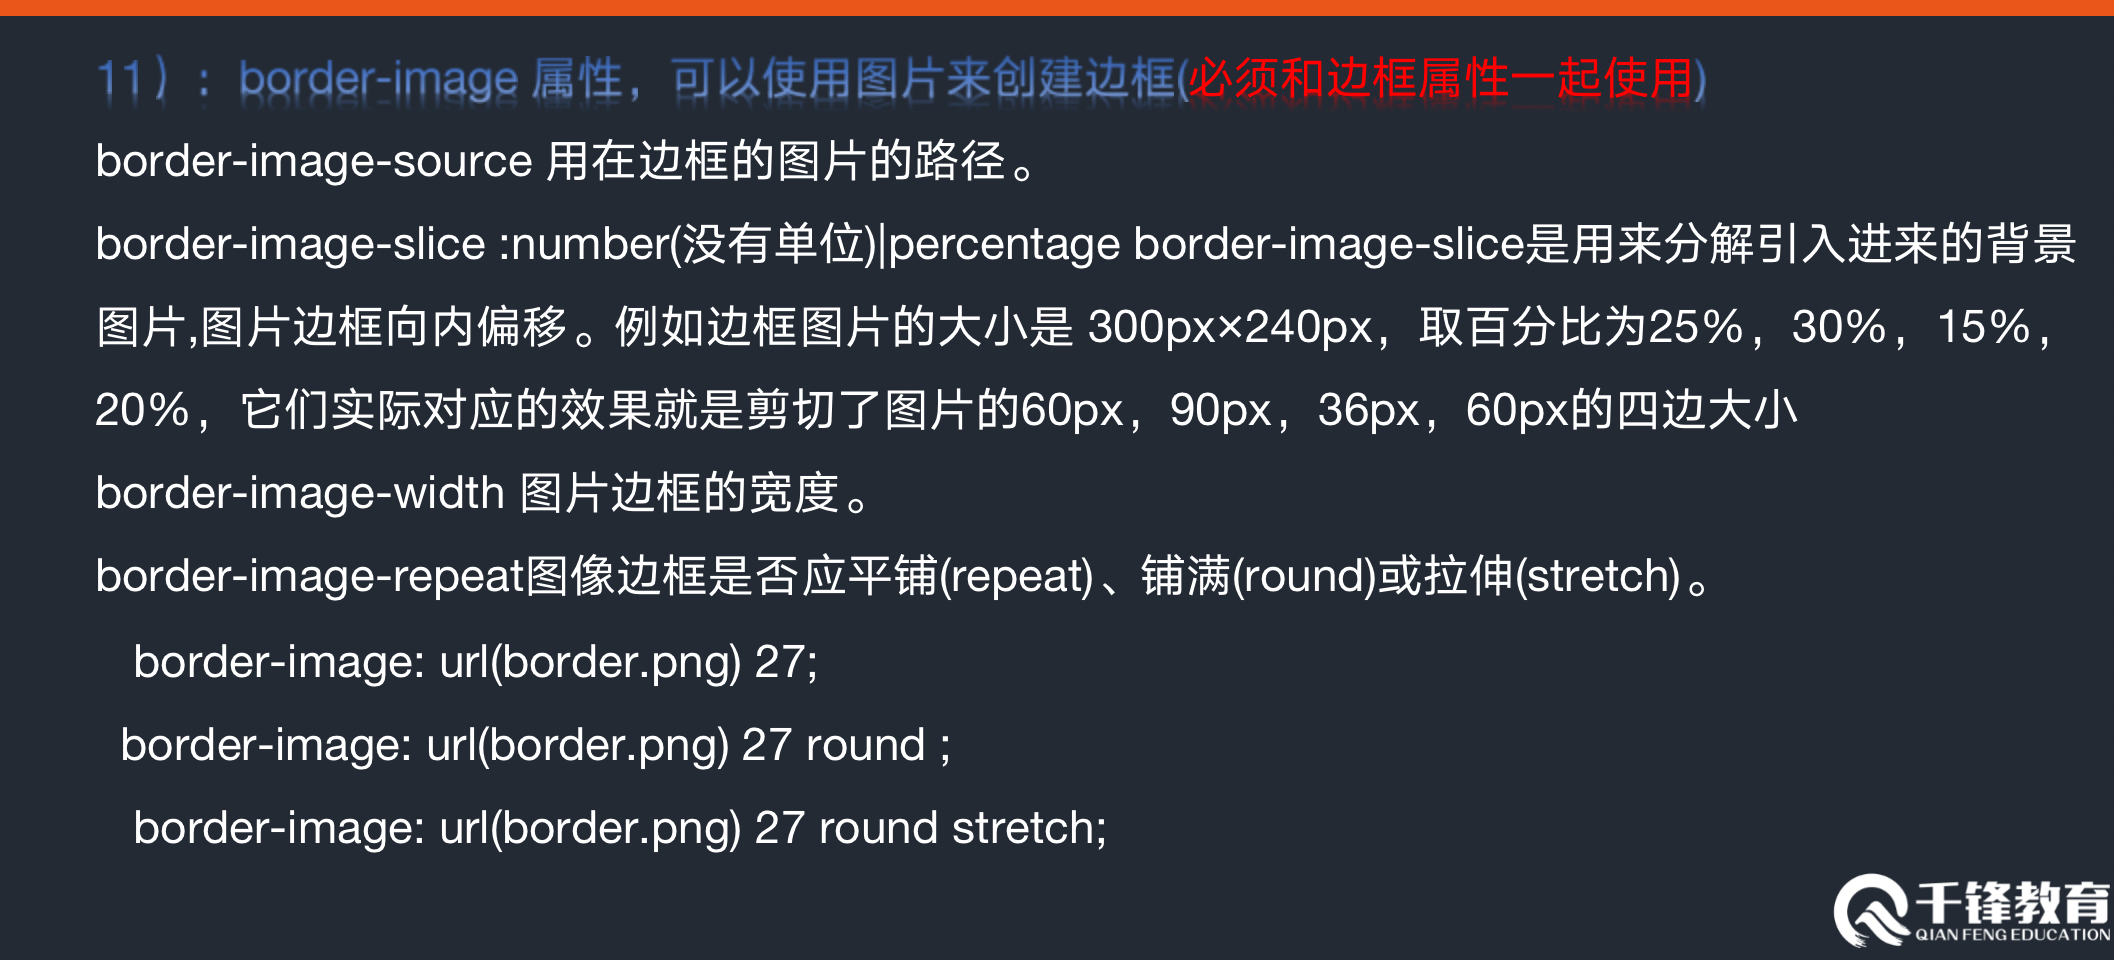 11）：border-image 属性，可以使用图片来创建边框(必须和边框属性一起使用)
border-image-source 用在边框的图片的路径。
border-image-slice :number(没有单位)|percentage border-image-slice是用来分解引入进来的背景
图片,图片边框向内偏移。例如边框图片的大小是 300px×240px，取百分比为25%，30%，15%，
20%，它们实际对应的效果就是剪切了图片的60px，90px，36px，60px的四边大小
border-image-width 图片边框的宽度。
border-image-repeat图像边框是否应平铺(repeat)、铺满(round)或拉伸(stretch)。
border-image: url(border.png) 27;
border-image: url(border.png) 27 round ;
border-image: url(border.png) 27 round stretch;
千锋教育
QIAN FENG EDUCATION